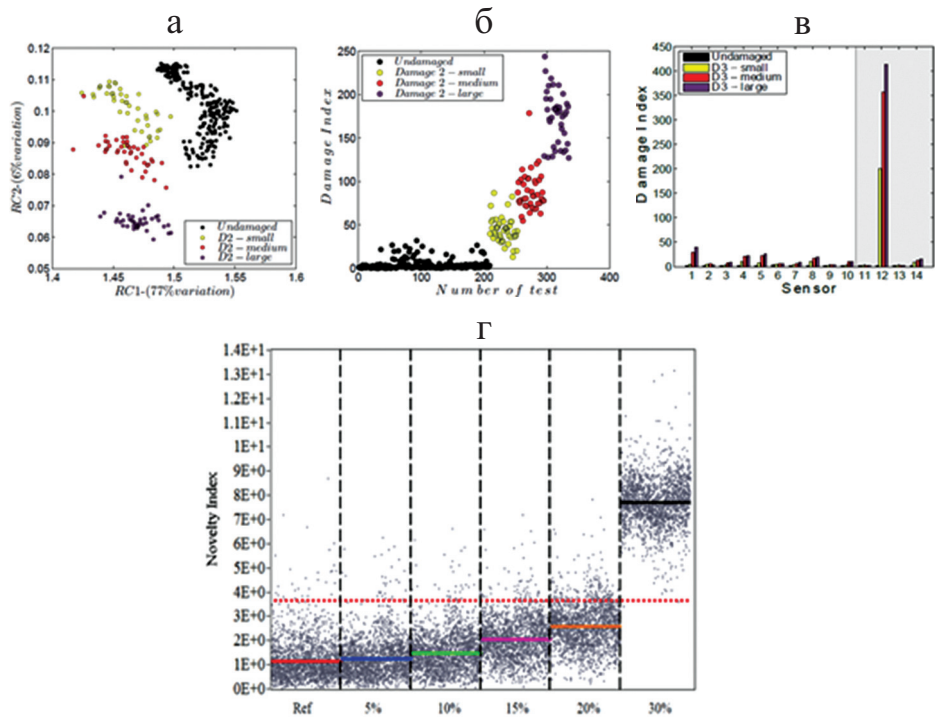 а
б
в
0.12
0.11
0.1
0.09
0.08
0.07
0.06
0.05
1.4
1.45
1.5
1.55
1.6
RC2-(6%variation)
RC1-(77%variation)
Undamaged
D2-small
D2-medium
D2-large
250
200
150
100
50
0
0
100
200
300
400
Damage Index
Number of test
Undamaged
Damage 2-small
Damage 2-medium
Damage 2-large
450
400
350
300
250
200
150
100
50
0
1 2 3 4 5 6 7 8 9 10 11 12 13 14
Damage Index
Sensor
Undamaged
D3-small
D3-medium
D3-large
г
1.4E+1
1.3E+1
1.2E+1
1E+1
1E+1
9E+0
8E+0
7E+0
6E+0
5E+0
4E+0
3E+0
2E+0
1E+0
0E+0
Novelty Index
Ref 5% 10% 15% 20% 30%